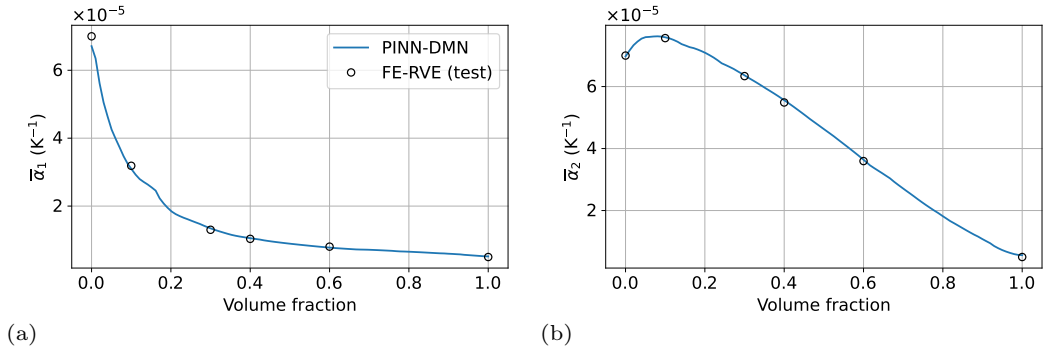 ×10⁻⁵
6
4
2
α̅₁ (K⁻¹)
PINN-DMN
FE-RVE (test)
0.0 0.2 0.4 0.6 0.8 1.0
Volume fraction
(a)
×10⁻⁵
6
4
2
α̅₂ (K⁻¹)
0.0 0.2 0.4 0.6 0.8 1.0
Volume fraction
(b)